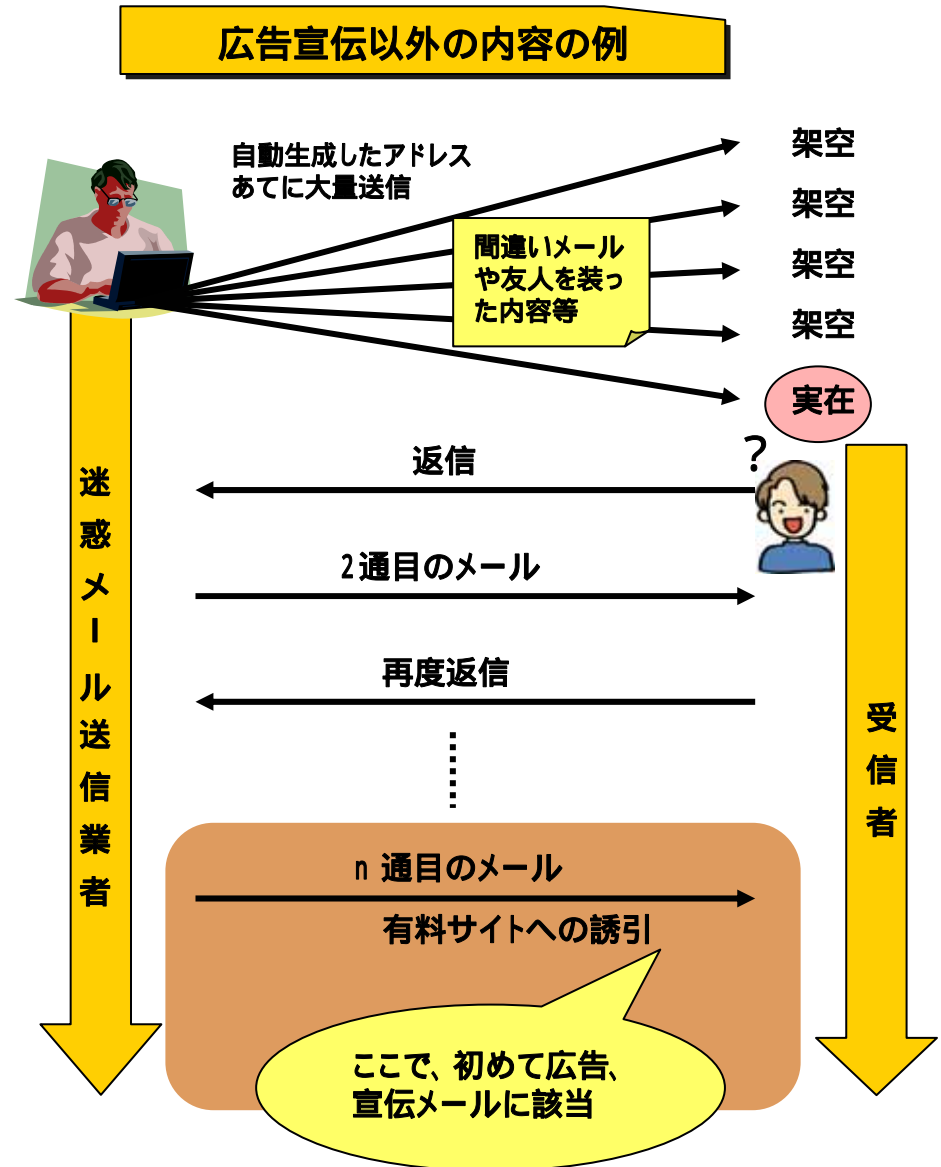 広告宣伝以外の内容の例
自動生成したアドレス
あてに大量送信
架空
架空
架空
架空
間違いメール
や友人を装っ
た内容等
実在
?
返信
2通目のメール
再度返信
迷惑メール送信業者
受信者
n 通目のメール
有料サイトへの誘引
ここで、初めて広告、
宣伝メールに該当